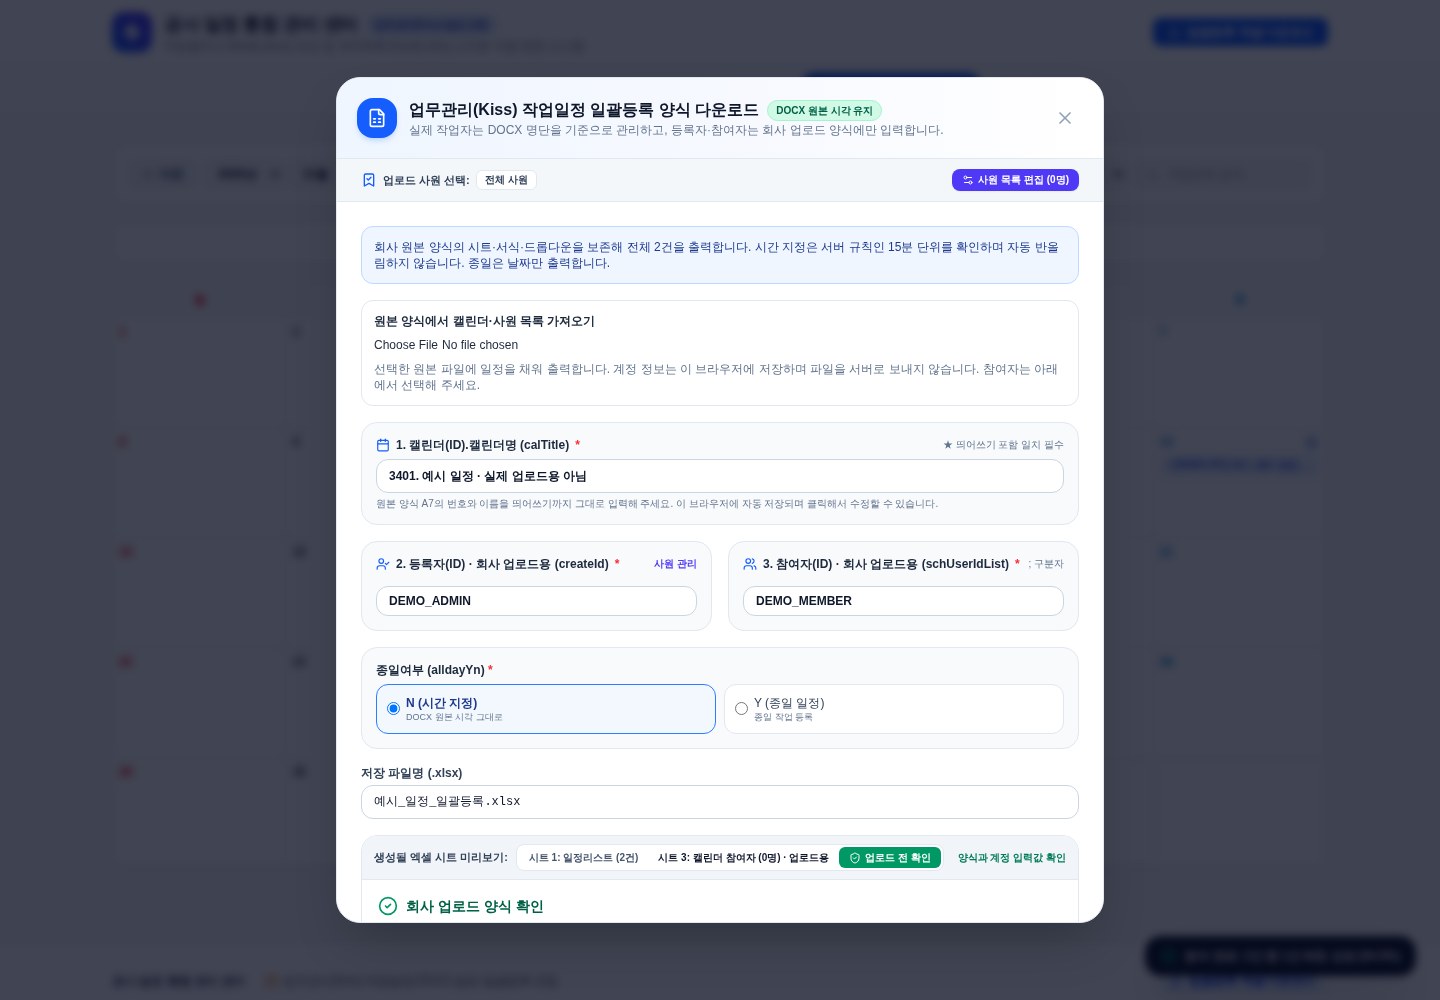 업무관리(Kiss) 작업일정 일괄등록 양식 다운로드 DOCX 원본 시각 유지
실제 작업자는 DOCX 명단을 기준으로 관리하고, 등록자·참여자는 회사 업로드 양식에만 입력합니다.
업로드 사원 선택: 전체 사원 사원 목록 편집 (0명)
회사 원본 양식의 시트·서식·드롭다운을 보존해 전체 2건을 출력합니다. 시간 지정은 서버 규칙인 15분 단위를 확인하며 자동 반올
림하지 않습니다. 종일은 날짜만 출력합니다.
원본 양식에서 캘린더·사원 목록 가져오기
Choose File No file chosen
선택한 원본 파일에 일정을 채워 출력합니다. 계정 정보는 이 브라우저에 저장하며 파일을 서버로 보내지 않습니다. 참여자는 아래
에서 선택해 주세요.
1. 캘린더(ID).캘린더명 (calTitle) * ★ 띄어쓰기 포함 일치 필수
3401. 예시 일정 · 실제 업로드용 아님
원본 양식 A7의 번호와 이름을 띄어쓰기까지 그대로 입력해 주세요. 이 브라우저에 자동 저장되며 클릭해서 수정할 수 있습니다.
2. 등록자(ID) · 회사 업로드용 (createId) * 사원 관리
DEMO_ADMIN
3. 참여자(ID) · 회사 업로드용 (schUserIdList) * ; 구분자
DEMO_MEMBER
종일여부 (alldayYn) *
N (시간 지정)
DOCX 원본 시각 그대로
Y (종일 일정)
종일 작업 등록
저장 파일명 (.xlsx)
예시_일정_일괄등록.xlsx
생성될 엑셀 시트 미리보기: 시트 1: 일정리스트 (2건) 시트 3: 캘린더 참여자 (0명) · 업로드용 업로드 전 확인 양식과 계정 입력값 확인
회사 업로드 양식 확인